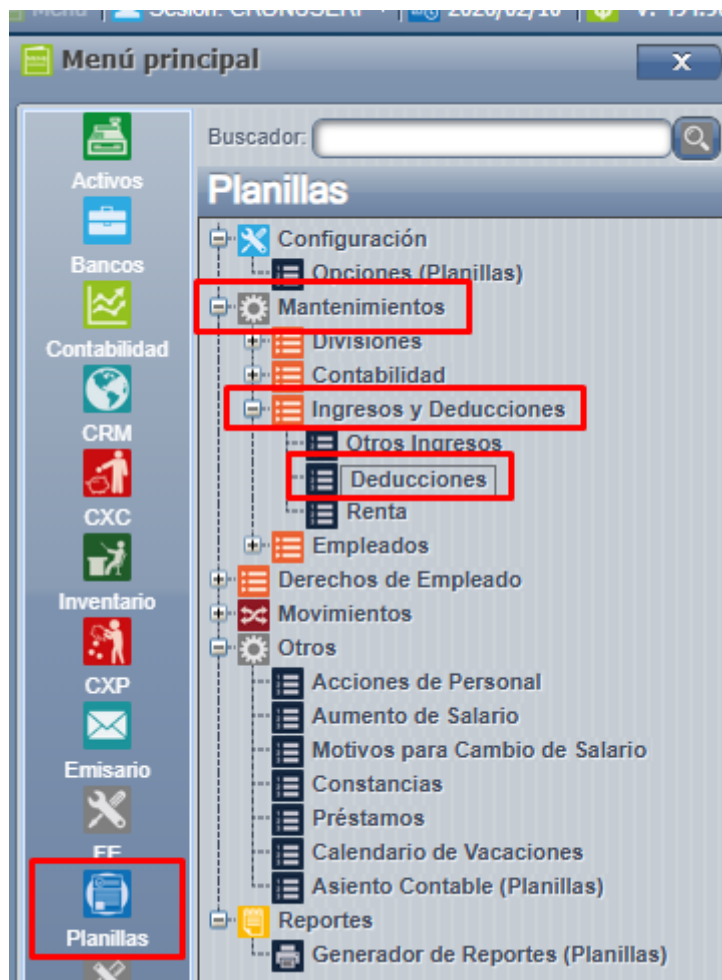 Menú principal
X
Activos
Bancos
Contabilidad
CRM
CXC
Inventario
CXP
Emisario
Planillas
Buscador:
Planillas
Configuración
Opciones (Planillas)
Mantenimientos
Divisiones
Contabilidad
Ingresos y Deducciones
Otros Ingresos
Deducciones
Renta
Empleados
Derechos de Empleado
Movimientos
Otros
Acciones de Personal
Aumento de Salario
Motivos para Cambio de Salario
Constancias
Préstamos
Calendario de Vacaciones
Asiento Contable (Planillas)
Reportes
Generador de Reportes (Planillas)